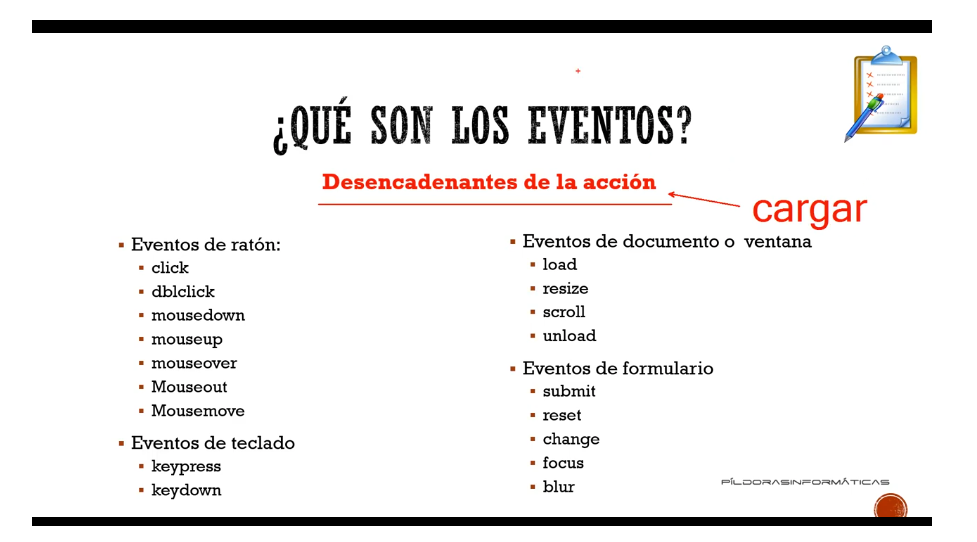 ¿QUÉ SON LOS EVENTOS?
Desencadenantes de la acción
cargar
▪ Eventos de ratón:
▪ click
▪ dblclick
▪ mousedown
▪ mouseup
▪ mouseover
▪ Mouseout
▪ Mousemove
▪ Eventos de teclado
▪ keypress
▪ keydown
▪ Eventos de documento o ventana
▪ load
▪ resize
▪ scroll
▪ unload
▪ Eventos de formulario
▪ submit
▪ reset
▪ change
▪ focus
▪ blur
PÍLDORASINFORMÁTICAS